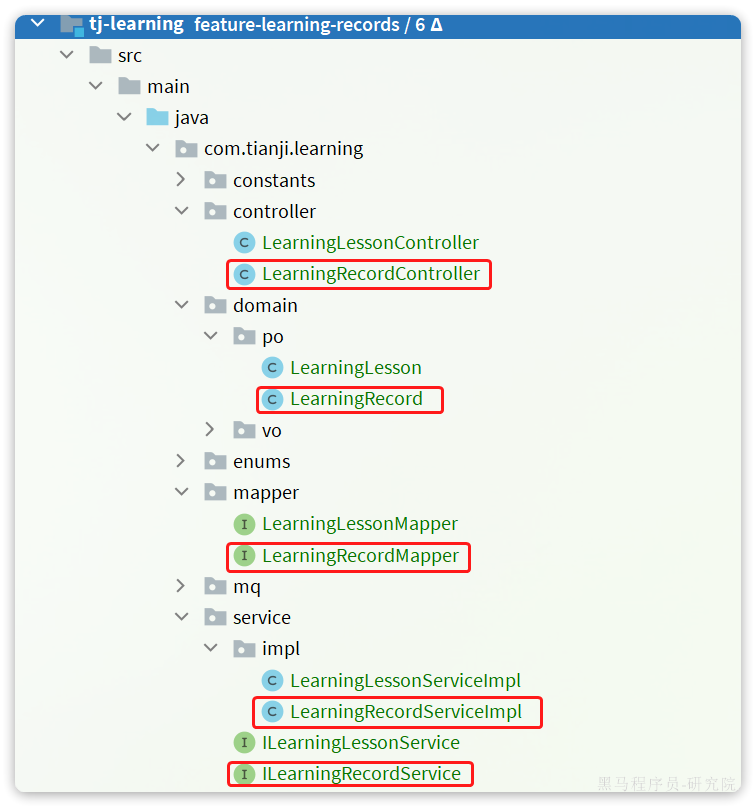 tj-learning feature-learning-records / 6 Δ
src
main
java
com.tianji.learning
constants
controller
C LearningLessonController
C LearningRecordController
domain
po
C LearningLesson
C LearningRecord
vo
enums
mapper
I LearningLessonMapper
I LearningRecordMapper
mq
service
impl
C LearningLessonServiceImpl
C LearningRecordServiceImpl
I ILearningLessonService
I ILearningRecordService
黑马程序员-研究院